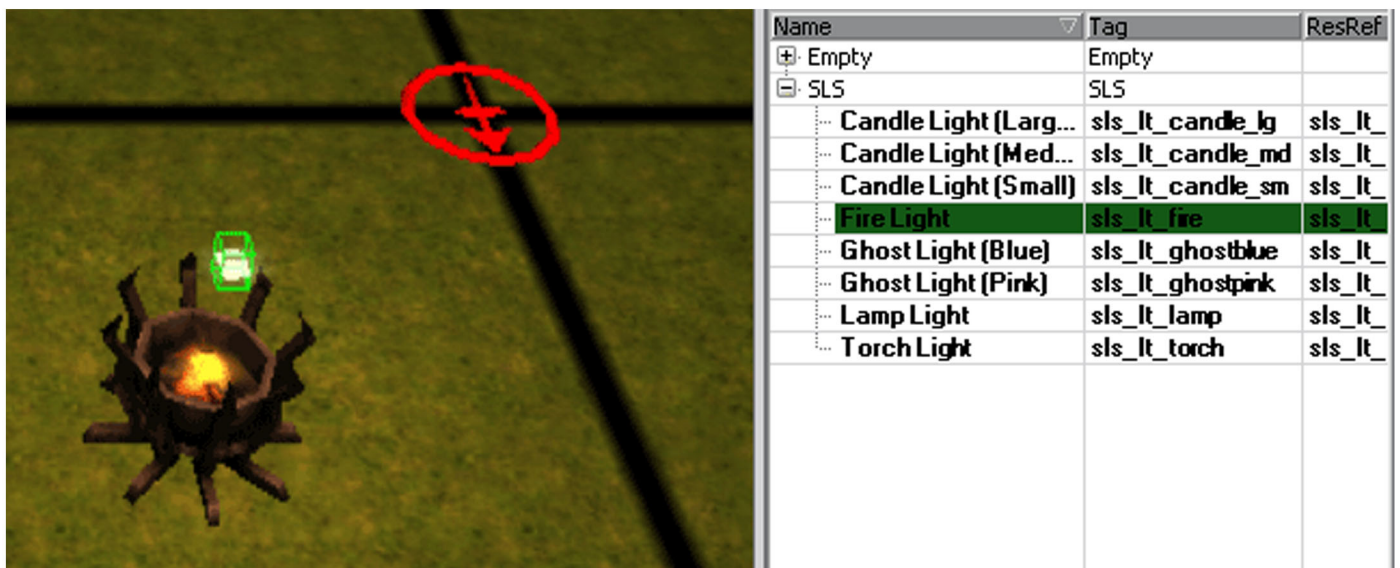 Name Tag ResRef
Empty Empty
SLS SLS
Candle Light (Larg... sls_lt_candle_lg sls_lt_
Candle Light (Med... sls_lt_candle_md sls_lt_
Candle Light (Small) sls_lt_candle_sm sls_lt_
Fire Light sls_lt_fire sls_lt_
Ghost Light (Blue) sls_lt_ghostblue sls_lt_
Ghost Light (Pink) sls_lt_ghostpink sls_lt_
Lamp Light sls_lt_lamp sls_lt_
Torch Light sls_lt_torch sls_lt_